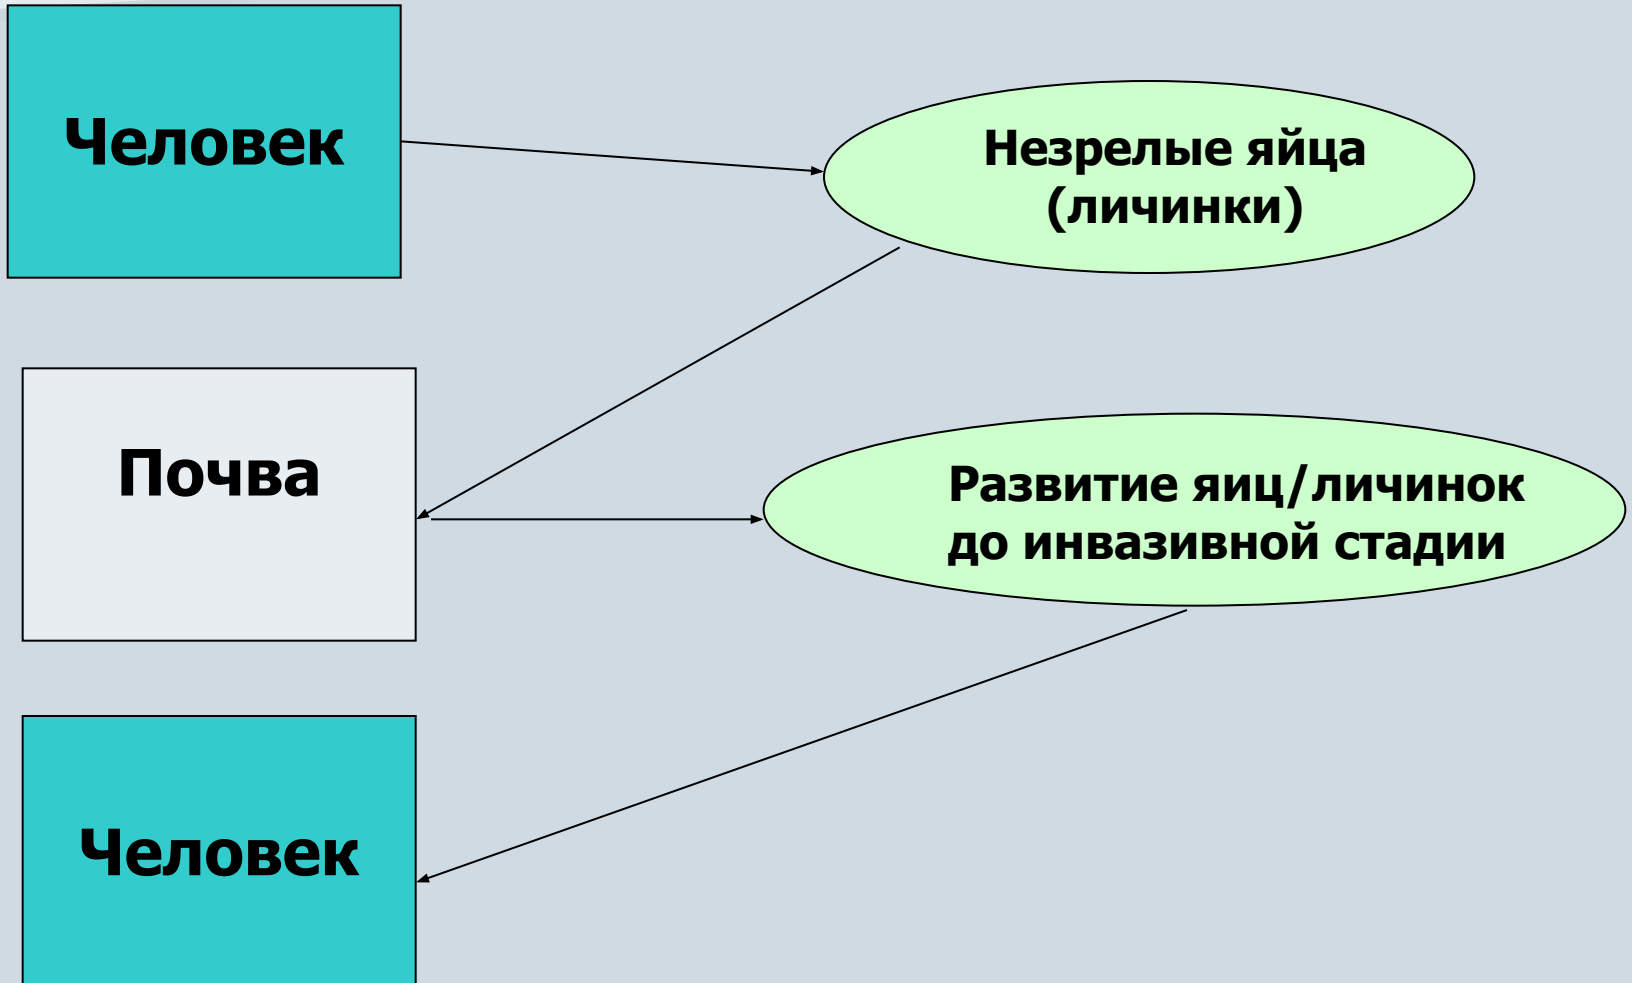 Человек
Незрелые яйца
(личинки)
Почва
Развитие яиц/личинок
до инвазивной стадии
Человек